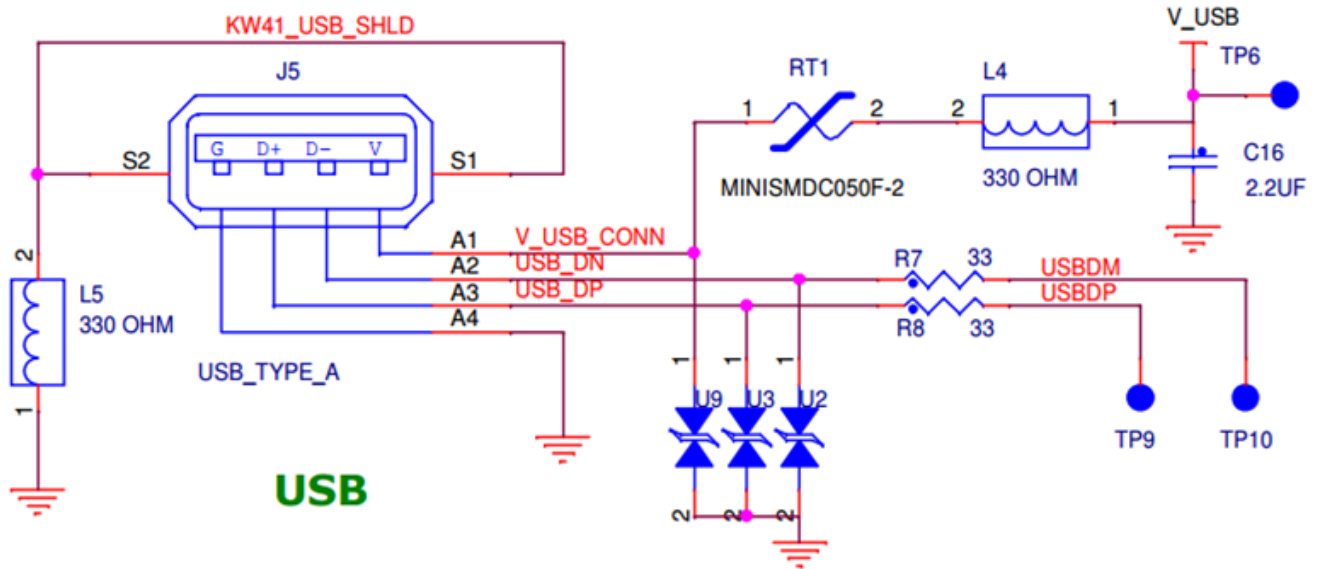 KW41_USB_SHLD
V_USB
J5
TP6
RT1
L4
1
2
2
1
G D+ D- V
S2
S1
C16
2.2UF
MINISMDC050F-2
330 OHM
A1
V_USB_CONN
A2
USB_DN
R7
33
USBDM
A3
USB_DP
USBDP
R8
33
A4
2
L5
330 OHM
1
USB_TYPE_A
1
1
1
U9
U3
U2
TP9
TP10
USB
2
2
2